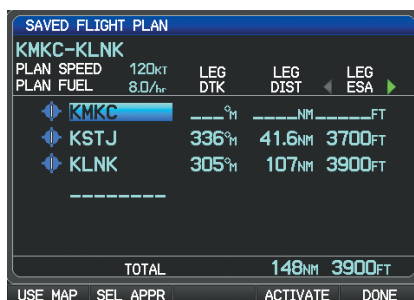 SAVED FLIGHT PLAN
KMKC-KLNK
PLAN SPEED 120KT
PLAN FUEL 8.0/hr
LEG DTK LEG DIST LEG ESA
KMKC ___°M ____NM _____FT
KSTJ 336°M 41.6NM 3700FT
KLNK 305°M 107NM 3900FT
________
TOTAL 148NM 3900FT
USE MAP SEL APPR ACTIVATE DONE